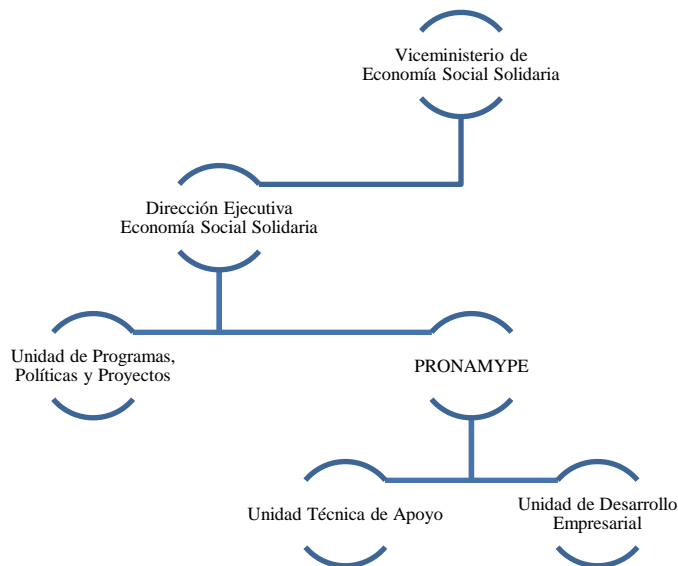 Viceministerio de
Economía Social Solidaria
Dirección Ejecutiva
Economía Social Solidaria
Unidad de Programas,
Políticas y Proyectos
PRONAMYPE
Unidad Técnica de Apoyo
Unidad de Desarrollo
Empresarial